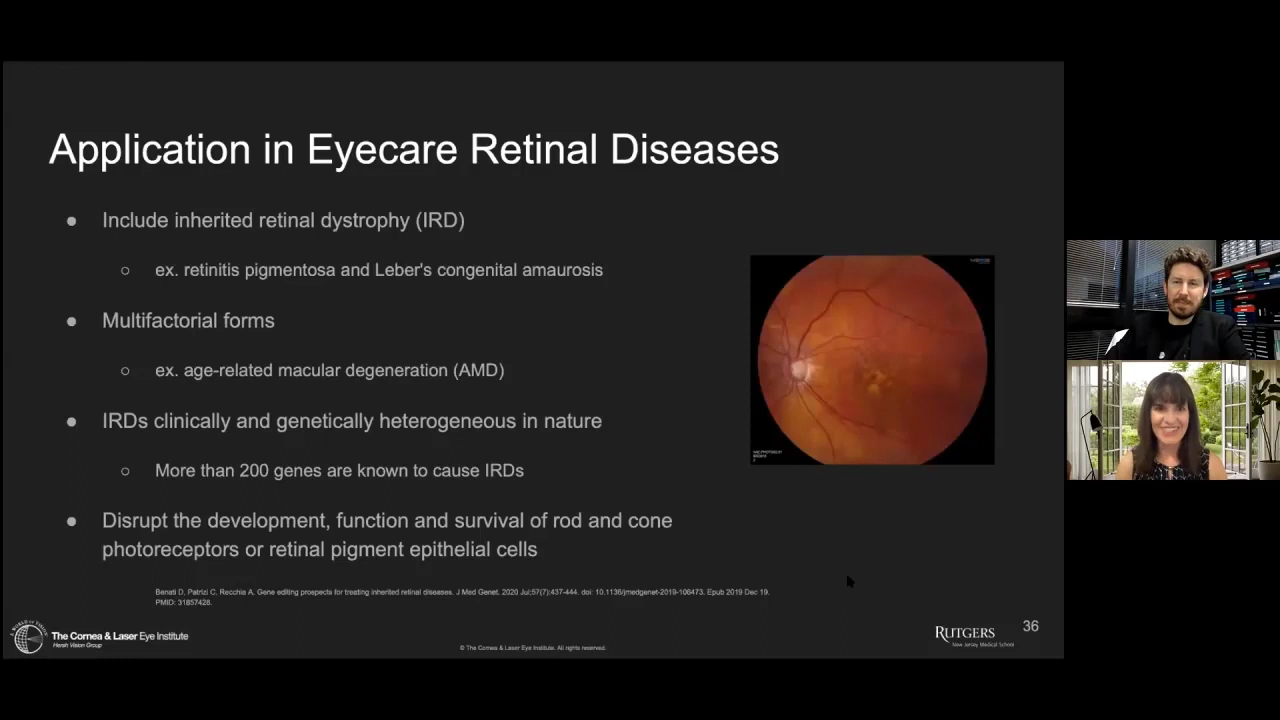 Application in Eyecare Retinal Diseases
● Include inherited retinal dystrophy (IRD)
○ ex. retinitis pigmentosa and Leber's congenital amaurosis
● Multifactorial forms
○ ex. age-related macular degeneration (AMD)
● IRDs clinically and genetically heterogeneous in nature
○ More than 200 genes are known to cause IRDs
● Disrupt the development, function and survival of rod and cone
photoreceptors or retinal pigment epithelial cells
Benati D, Patrizi C, Recchia A. Gene editing prospects for treating inherited retinal diseases. J Med Genet. 2020 Jul;57(7):437-444. doi: 10.1136/jmedgenet-2019-106473. Epub 2019 Dec 19.
PMID: 31857428.
A WORLD OF VISION
The Cornea & Laser Eye Institute
Hersh Vision Group
© The Cornea & Laser Eye Institute. All rights reserved.
RUTGERS
New Jersey Medical School
36